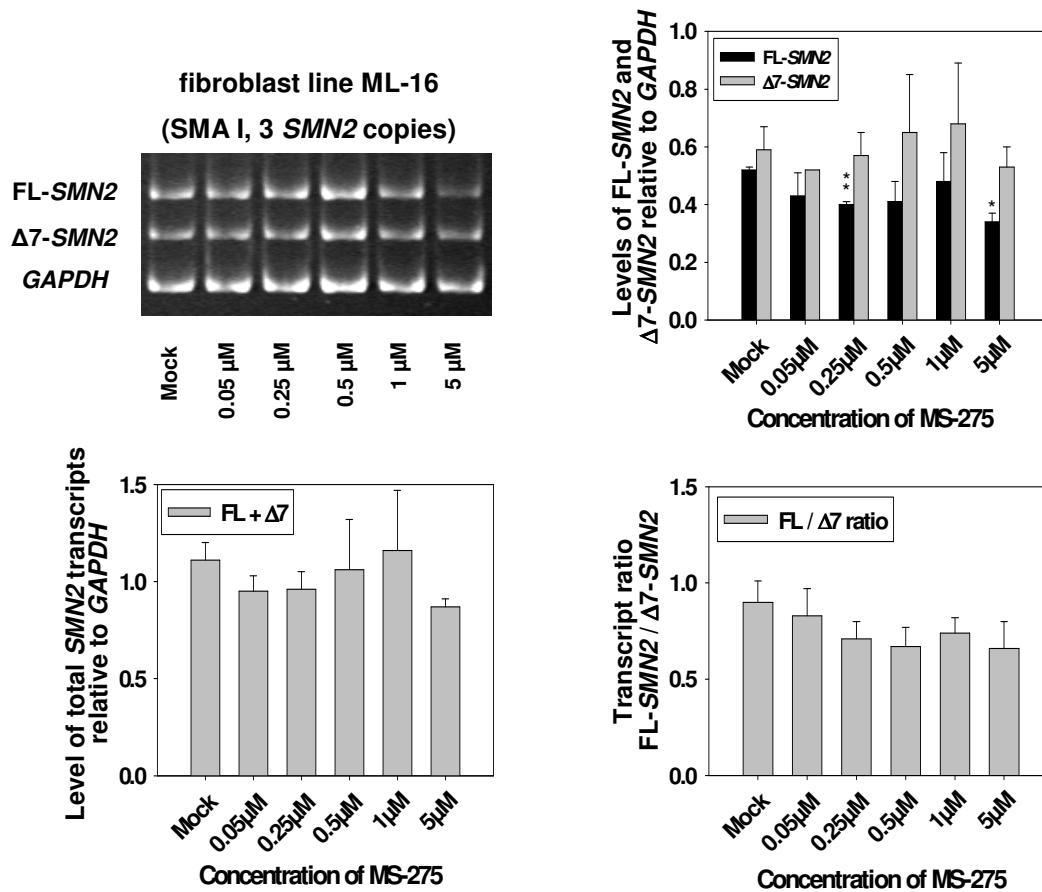 fibroblast line ML-16
(SMA I, 3 SMN2 copies)
FL-SMN2
Δ7-SMN2
GAPDH
Mock
0.05 µM
0.25 µM
0.5 µM
1 µM
5 µM
Levels of FL-SMN2 and
Δ7-SMN2 relative to GAPDH
1.0
0.8
0.6
0.4
0.2
0.0
FL-SMN2
Δ7-SMN2
**
*
Mock
0.05µM
0.25µM
0.5µM
1µM
5µM
Concentration of MS-275
Level of total SMN2 transcripts
relative to GAPDH
1.5
1.0
0.5
0.0
FL + Δ7
Mock
0.05µM
0.25µM
0.5µM
1µM
5µM
Concentration of MS-275
Transcript ratio
FL-SMN2 / Δ7-SMN2
1.5
1.0
0.5
0.0
FL / Δ7 ratio
Mock
0.05µM
0.25µM
0.5µM
1µM
5µM
Concentration of MS-275